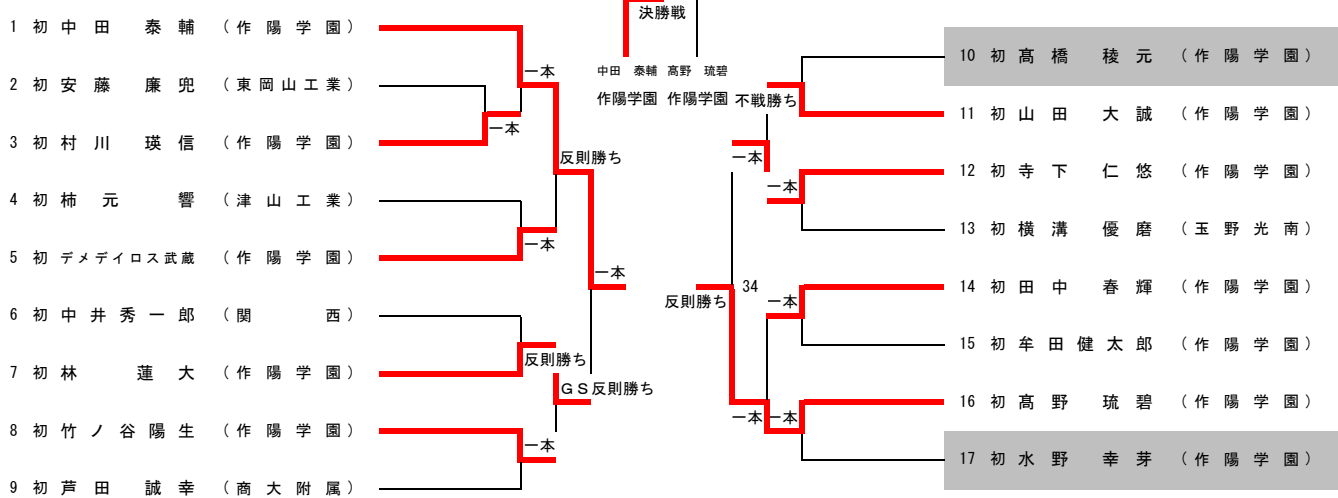 1 初 中田 泰輔 （作陽学園）
2 初 安藤 廉兜 （東岡山工業）
3 初 村川 瑛信 （作陽学園）
4 初 柿元 響 （津山工業）
5 初 デメデイロス武蔵 （作陽学園）
6 初 中井秀一郎 （関西）
7 初 林 蓮大 （作陽学園）
8 初 竹ノ谷陽生 （作陽学園）
9 初 芦田 誠幸 （商大附属）
一本
一本
反則勝ち
一本
一本
反則勝ち
ＧＳ反則勝ち
一本
決勝戦
中田 泰輔 髙野 琉碧
作陽学園 作陽学園
不戦勝ち
一本
一本
34
反則勝ち
一本
一本
一本
10 初 髙橋 稜元 （作陽学園）
11 初 山田 大誠 （作陽学園）
12 初 寺下 仁悠 （作陽学園）
13 初 横溝 優磨 （玉野光南）
14 初 田中 春輝 （作陽学園）
15 初 牟田健太郎 （作陽学園）
16 初 髙野 琉碧 （作陽学園）
17 初 水野 幸芽 （作陽学園）